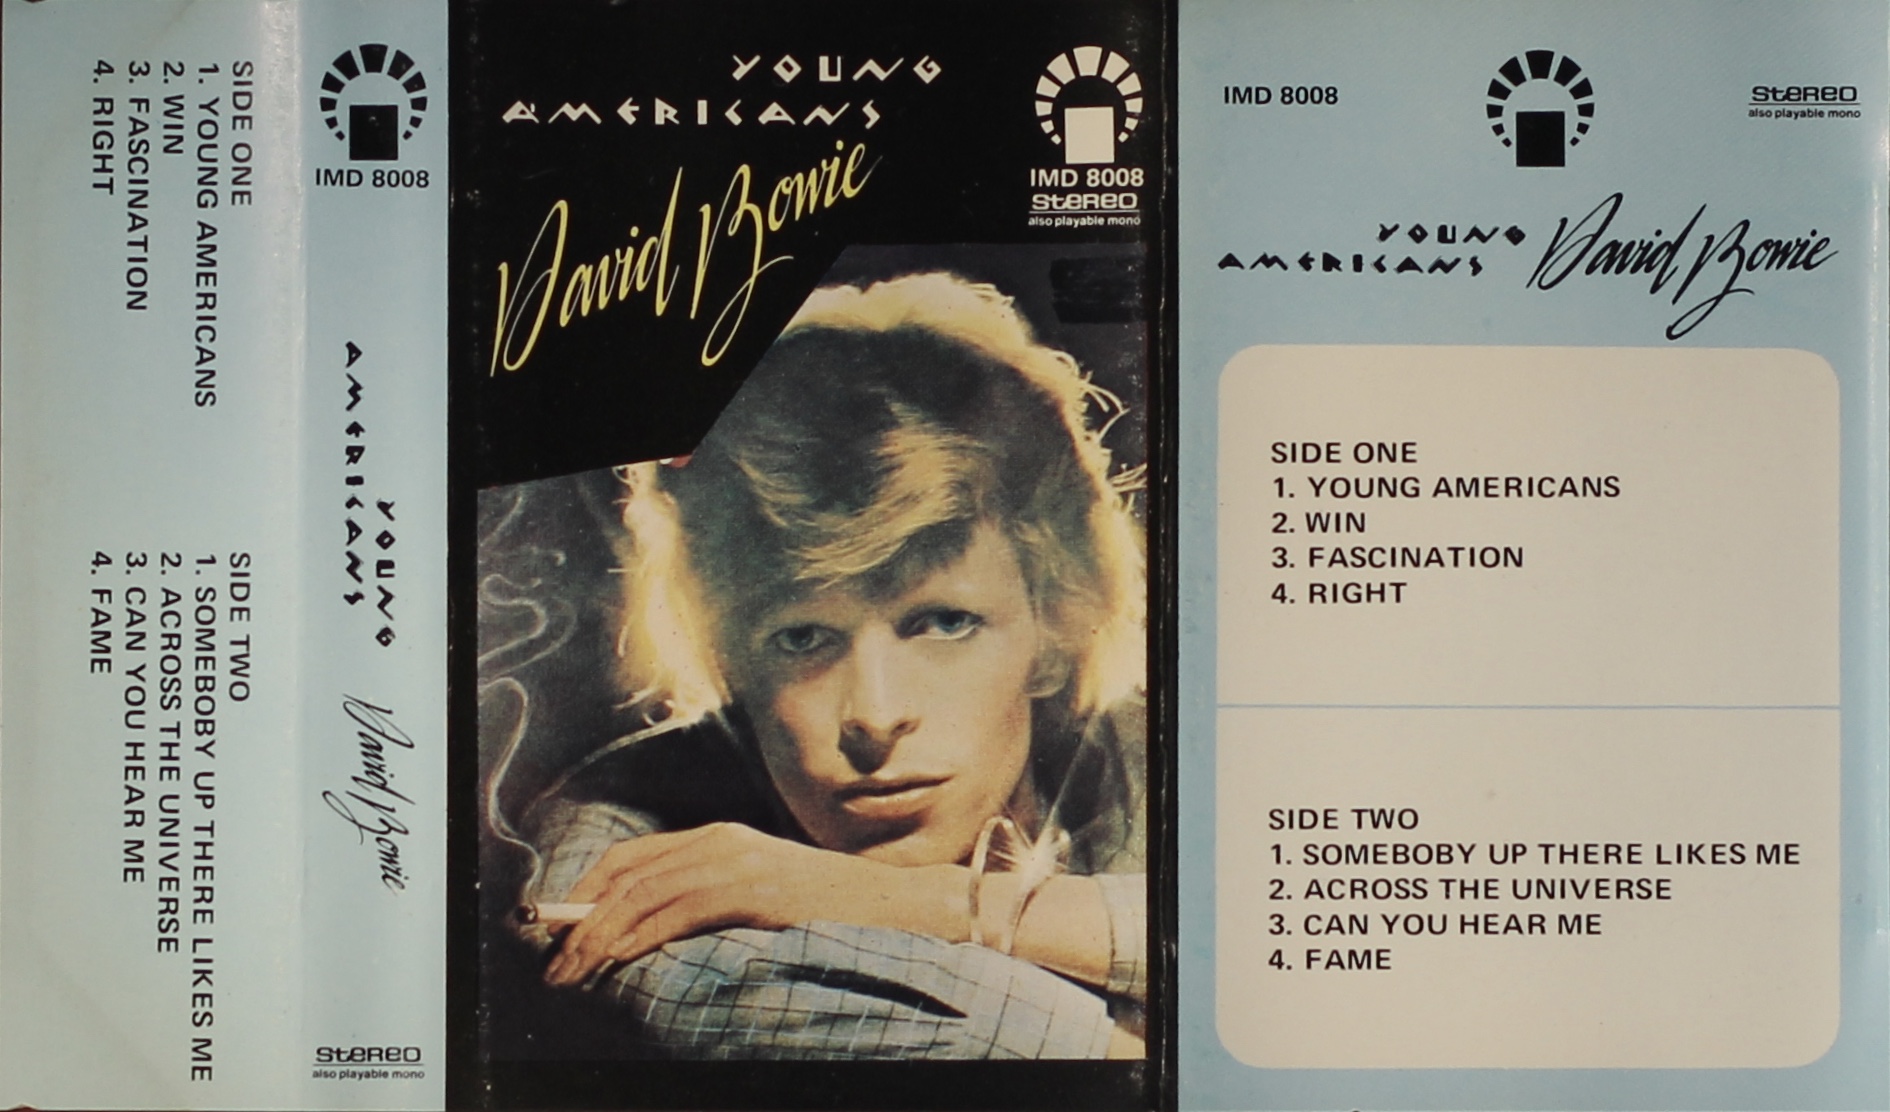 SIDE ONE
1. YOUNG AMERICANS
2. WIN
3. FASCINATION
4. RIGHT
SIDE TWO
1. SOMEBOBY UP THERE LIKES ME
2. ACROSS THE UNIVERSE
3. CAN YOU HEAR ME
4. FAME
IMD 8008
YOUNG
AMERICANS
David Bowie
STEREO
also playable mono
YOUNG
AMERICANS
David Bowie
IMD 8008
STEREO
also playable mono
IMD 8008
STEREO
also playable mono
YOUNG
AMERICANS
David Bowie
SIDE ONE
1. YOUNG AMERICANS
2. WIN
3. FASCINATION
4. RIGHT
SIDE TWO
1. SOMEBOBY UP THERE LIKES ME
2. ACROSS THE UNIVERSE
3. CAN YOU HEAR ME
4. FAME